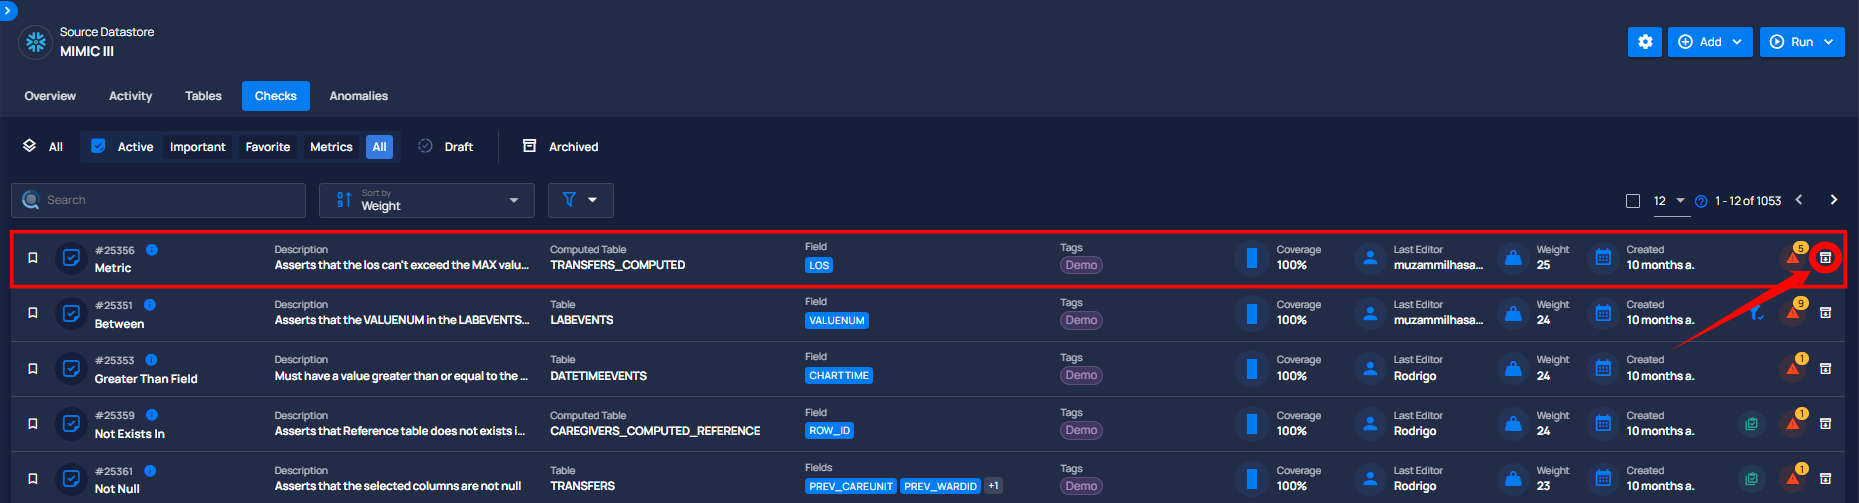 Source Datastore
MIMIC III
Add
Run
Overview Activity Tables Checks Anomalies
All Active Important Favorite Metrics All Draft Archived
Search
Sort by
Weight
12 1 - 12 of 1053
#25356 Description Computed Table Field Tags Coverage Last Editor Weight Created 5
Metric Asserts that the los can't exceed the MAX valu... TRANSFERS_COMPUTED LOS Demo 100% muzammilhasa... 25 10 months a.
#25351 Description Table Field Tags Coverage Last Editor Weight Created 9
Between Asserts that the VALUENUM in the LABEVENTS... LABEVENTS VALUENUM Demo 100% muzammilhasa... 24 10 months a.
#25353 Description Table Field Tags Coverage Last Editor Weight Created 1
Greater Than Field Must have a value greater than or equal to the ... DATETIMEEVENTS CHARTTIME Demo 100% Rodrigo 24 10 months a.
#25359 Description Computed Table Field Tags Coverage Last Editor Weight Created 1
Not Exists In Asserts that Reference table does not exists i... CAREGIVERS_COMPUTED_REFERENCE ROW_ID Demo 100% Rodrigo 24 10 months a.
#25361 Description Table Fields Tags Coverage Last Editor Weight Created 1
Not Null Asserts that the selected columns are not null TRANSFERS PREV_CAREUNIT PREV_WARDID +1 Demo 100% Rodrigo 23 10 months a.